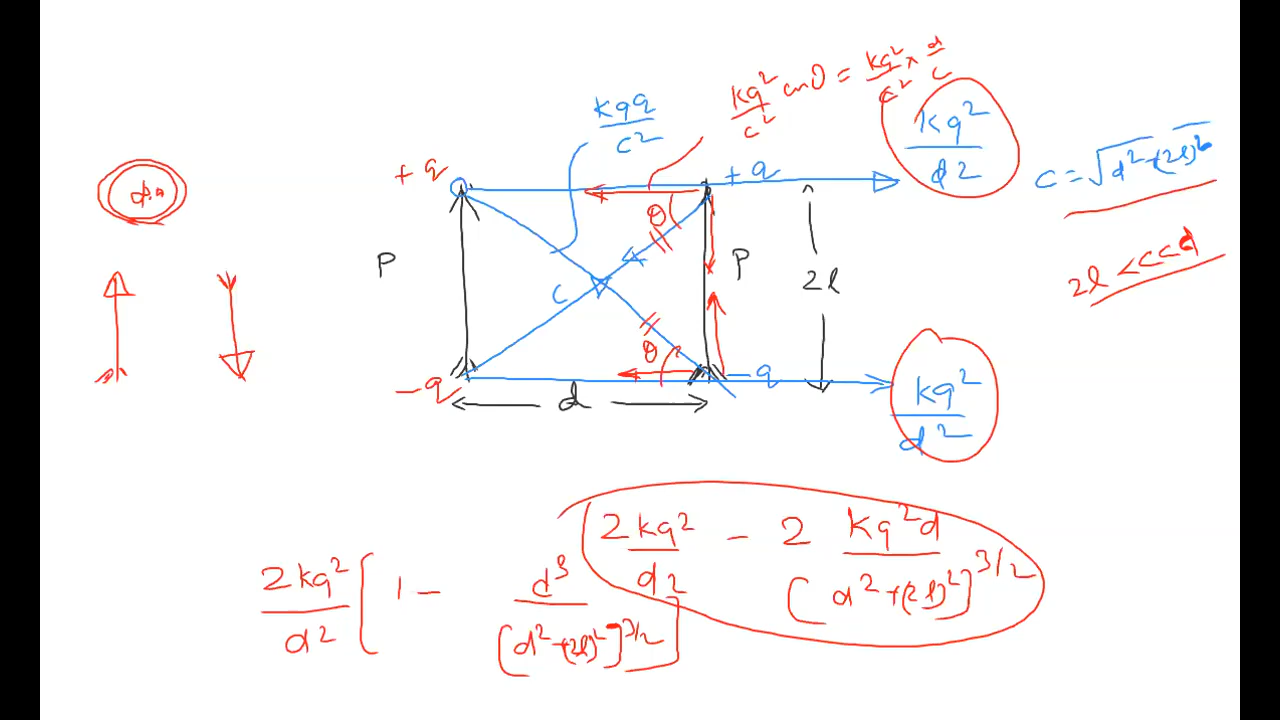 kqq/c²
kq²/c² cosθ = kq²/c² × d/c
kq²/d²
+q
+q
c = √d²+(2l)²
θ
P
P
2l
2l << d
c
θ
-q
-q
d
kq²/d²
2kq²/d² - 2 kq²d/[d²+(2l)²]^3/2
2kq²/d² [1 - d³/[d²+(2l)²]^3/2]